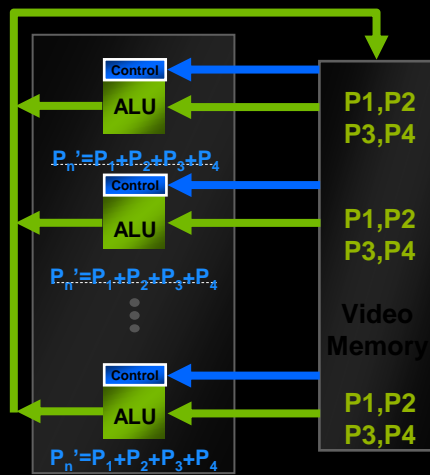 Control
ALU
Pn’=P1+P2+P3+P4
Control
ALU
Pn’=P1+P2+P3+P4
Control
ALU
Pn’=P1+P2+P3+P4
P1,P2
P3,P4
P1,P2
P3,P4
Video
Memory
P1,P2
P3,P4